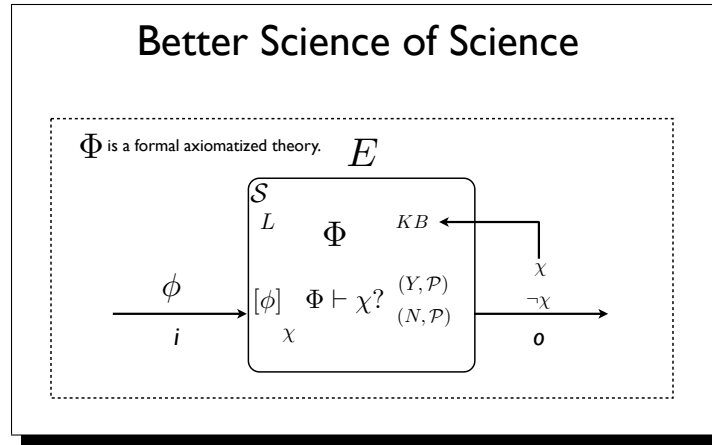 Better Science of Science
Φ is a formal axiomatized theory.
E
𝒮
L
Φ
KB
χ
ϕ
[ϕ]
Φ ⊢ χ?
(Y, 𝒫)
(N, 𝒫)
¬χ
χ
i
o